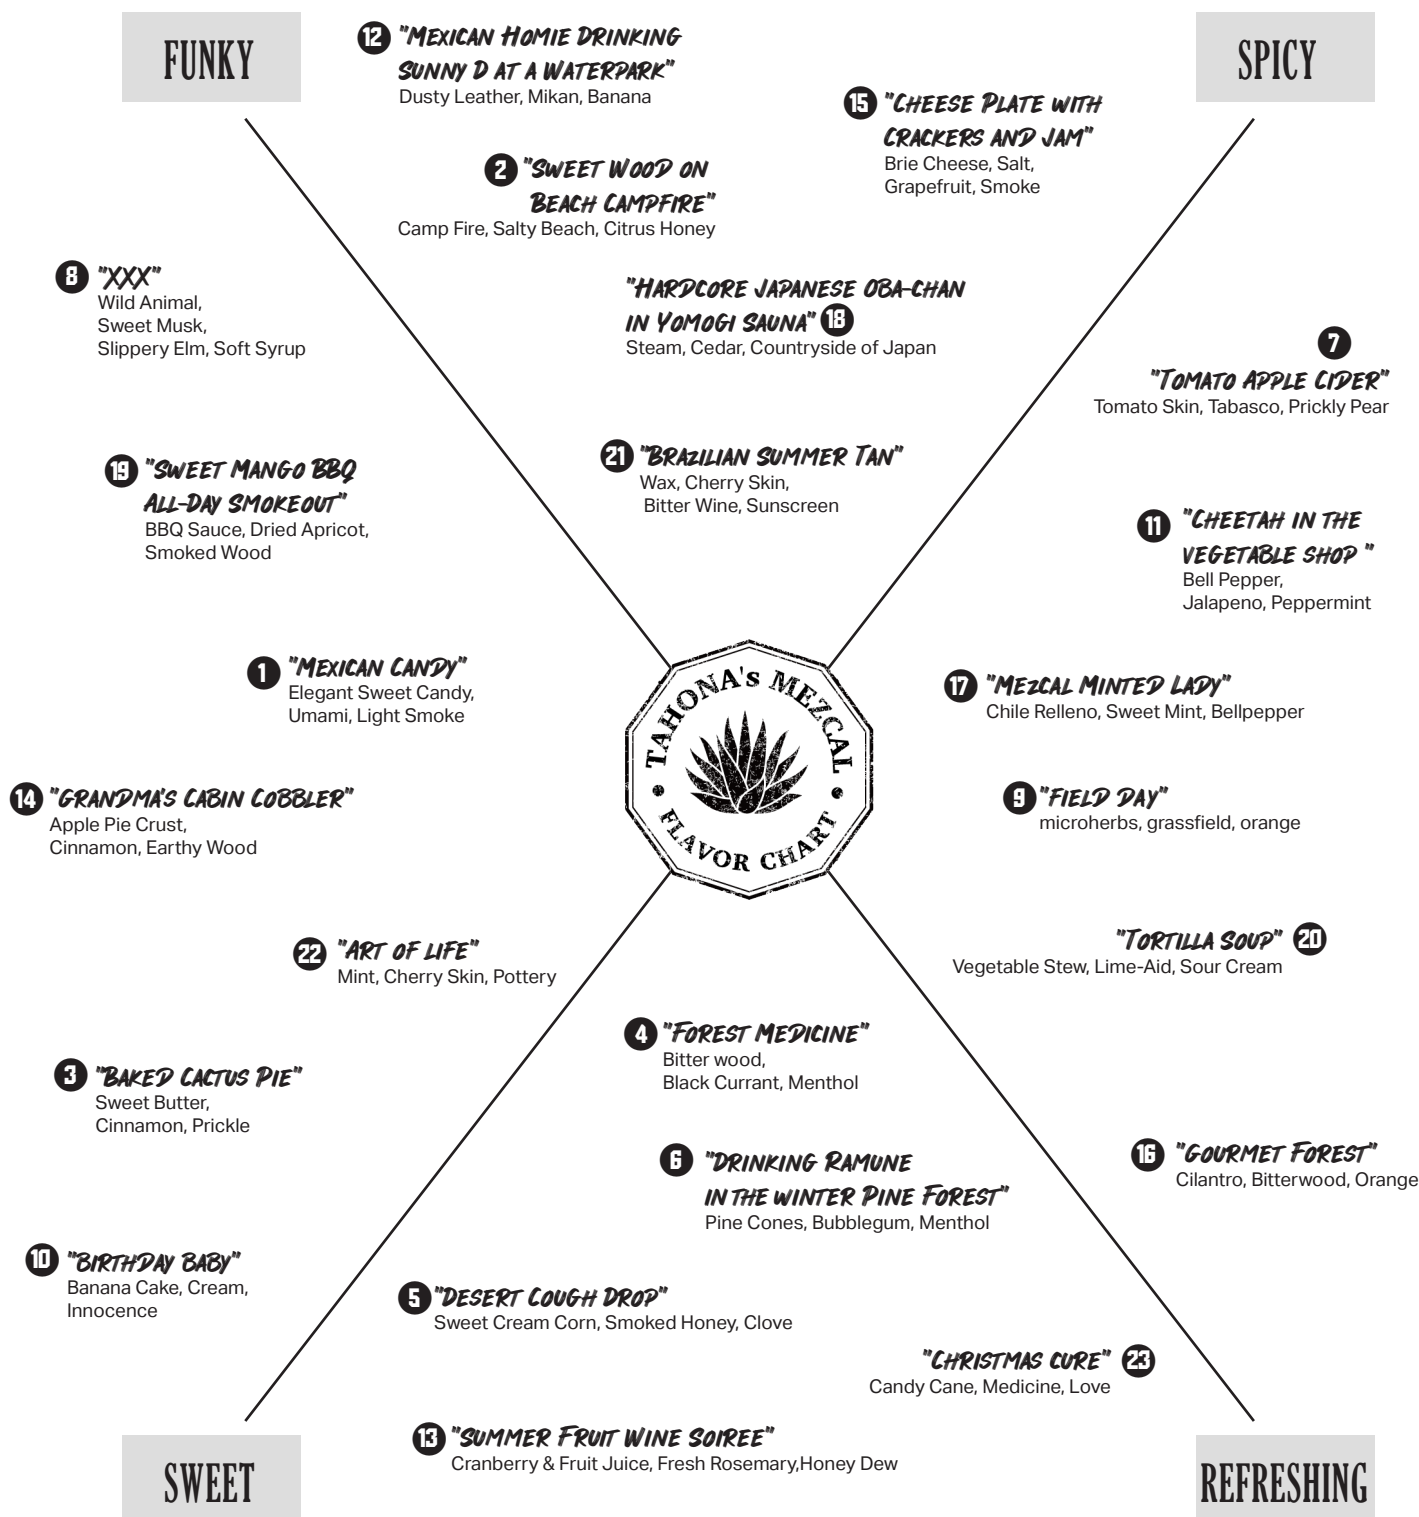 FUNKY
SPICY
12 "MEXICAN HOMIE DRINKING
SUNNY D AT A WATERPARK"
Dusty Leather, Mikan, Banana
15 "CHEESE PLATE WITH
CRACKERS AND JAM"
Brie Cheese, Salt,
Grapefruit, Smoke
2 "SWEET WOOD ON
BEACH CAMPFIRE"
Camp Fire, Salty Beach, Citrus Honey
8 "XXX"
Wild Animal,
Sweet Musk,
Slippery Elm, Soft Syrup
"HARDCORE JAPANESE OBA-CHAN
IN YOMOGI SAUNA" 18
Steam, Cedar, Countryside of Japan
7
"TOMATO APPLE CIDER"
Tomato Skin, Tabasco, Prickly Pear
19 "SWEET MANGO BBQ
ALL-DAY SMOKEOUT"
BBQ Sauce, Dried Apricot,
Smoked Wood
21 "BRAZILIAN SUMMER TAN"
Wax, Cherry Skin,
Bitter Wine, Sunscreen
11 "CHEETAH IN THE
VEGETABLE SHOP "
Bell Pepper,
Jalapeno, Peppermint
1 "MEXICAN CANDY"
Elegant Sweet Candy,
Umami, Light Smoke
TAHONA's MEZCAL
FLAVOR CHART
17 "MEZCAL MINTED LADY"
Chile Relleno, Sweet Mint, Bellpepper
14 "GRANDMA'S CABIN COBBLER"
Apple Pie Crust,
Cinnamon, Earthy Wood
9 "FIELD DAY"
microherbs, grassfield, orange
22 "ART OF LIFE"
Mint, Cherry Skin, Pottery
"TORTILLA SOUP" 20
Vegetable Stew, Lime-Aid, Sour Cream
4 "FOREST MEDICINE"
Bitter wood,
Black Currant, Menthol
3 "BAKED CACTUS PIE"
Sweet Butter,
Cinnamon, Prickle
6 "DRINKING RAMUNE
IN THE WINTER PINE FOREST"
Pine Cones, Bubblegum, Menthol
16 "GOURMET FOREST"
Cilantro, Bitterwood, Orange
10 "BIRTHDAY BABY"
Banana Cake, Cream,
Innocence
5 "DESERT COUGH DROP"
Sweet Cream Corn, Smoked Honey, Clove
"CHRISTMAS CURE" 23
Candy Cane, Medicine, Love
13 "SUMMER FRUIT WINE SOIREE"
Cranberry & Fruit Juice, Fresh Rosemary,Honey Dew
SWEET
REFRESHING